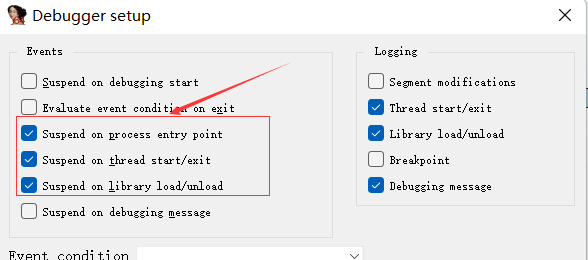 Debugger setup
Events
Suspend on debugging start
Evaluate event condition on exit
Suspend on process entry point
Suspend on thread start/exit
Suspend on library load/unload
Suspend on debugging message
Logging
Segment modifications
Thread start/exit
Library load/unload
Breakpoint
Debugging message
Event condition